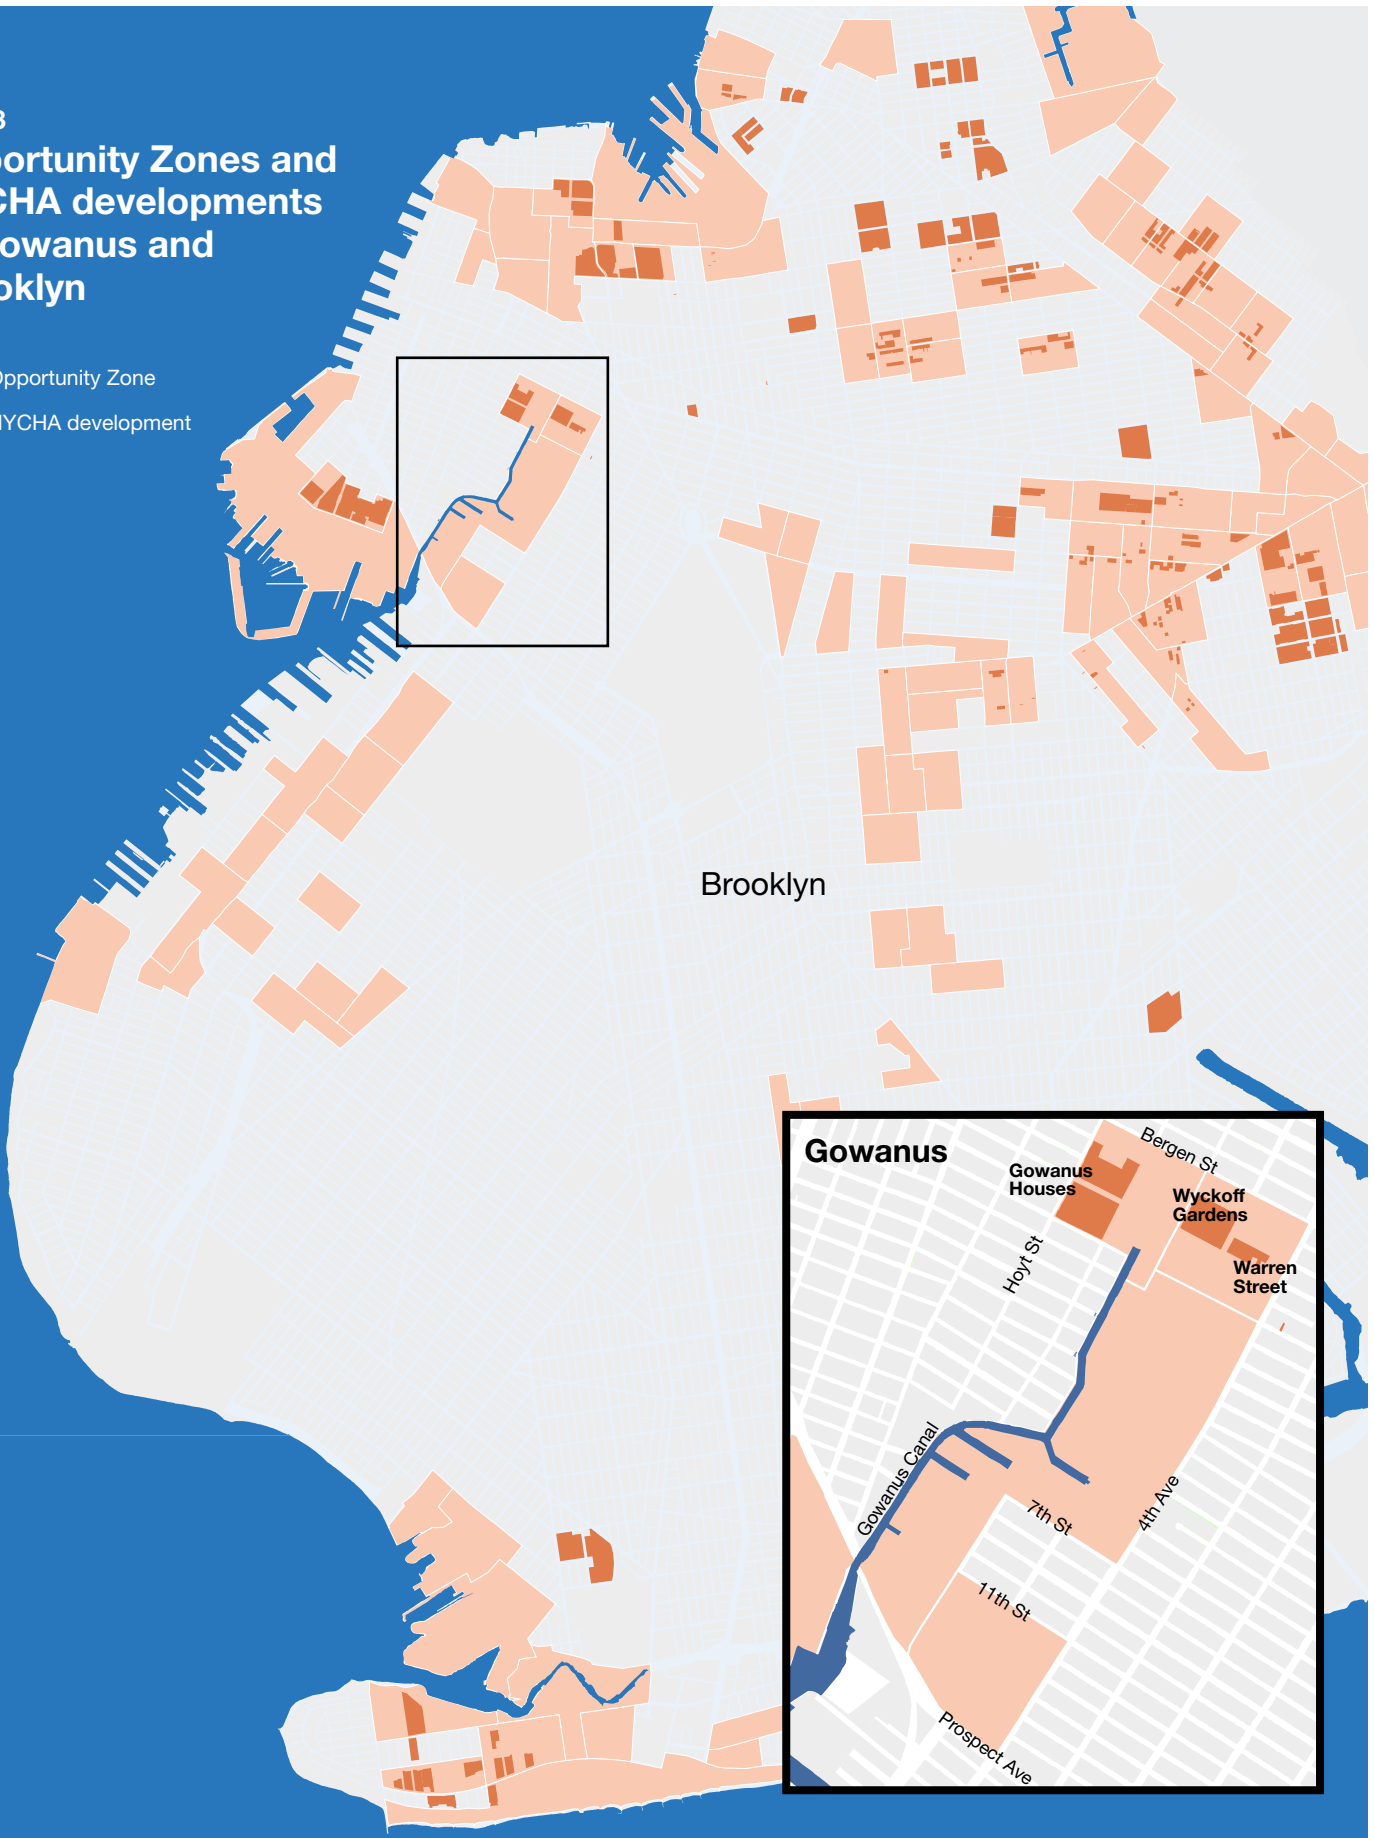 3
portunity Zones and
CHA developments
owanus and
oklyn
Opportunity Zone
NYCHA development
Brooklyn
Gowanus
Bergen St
Gowanus
Houses
Wyckoff
Gardens
Hoyt St
Warren
Street
Gowanus Canal
4th Ave
7th St
11th St
Prospect Ave